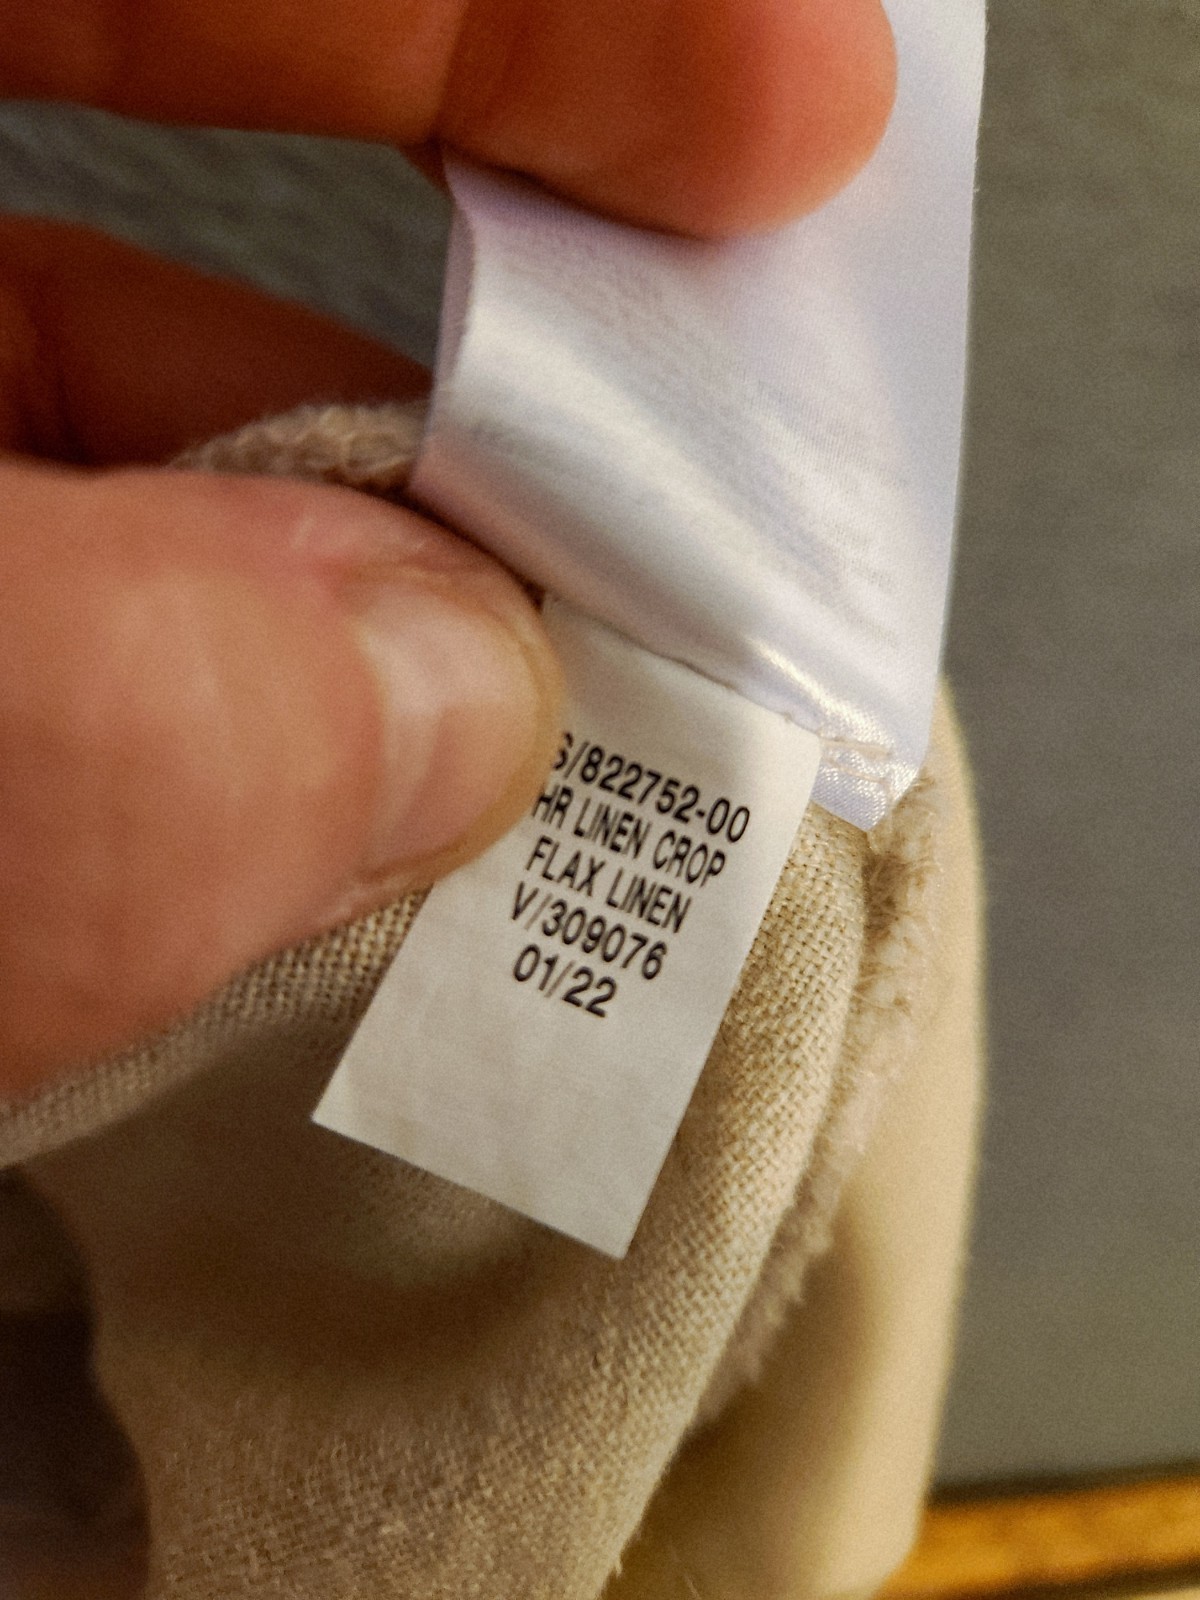 S/822752-00
HR LINEN CROP
FLAX LINEN
V/309076
01/22